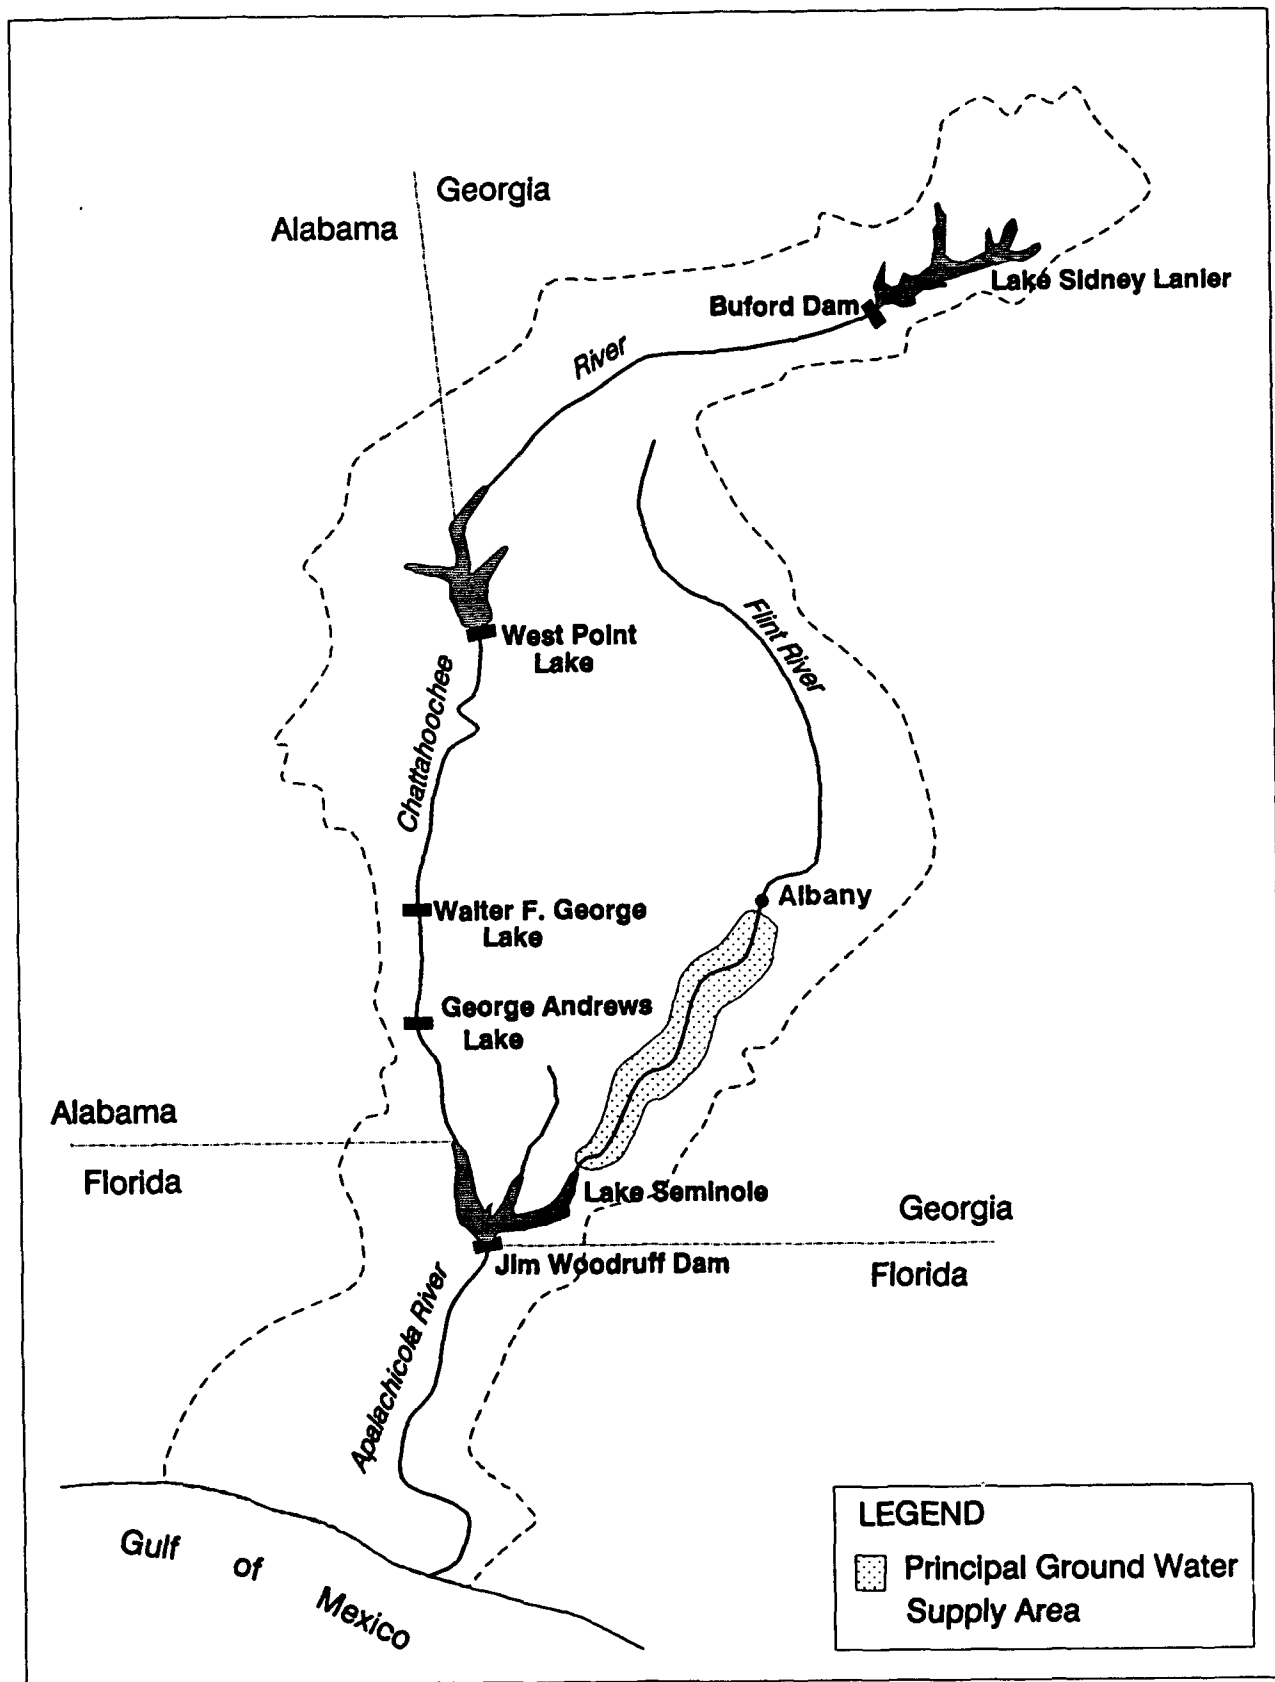 Georgia
Alabama
Lake Sidney Lanier
Buford Dam
River
West Point
Lake
Flint River
Chattahoochee
Albany
Walter F. George
Lake
George Andrews
Lake
Alabama
Florida
Lake Seminole
Georgia
Jim Woodruff Dam
Florida
Apalachicola River
Gulf of Mexico
LEGEND
Principal Ground Water
Supply Area